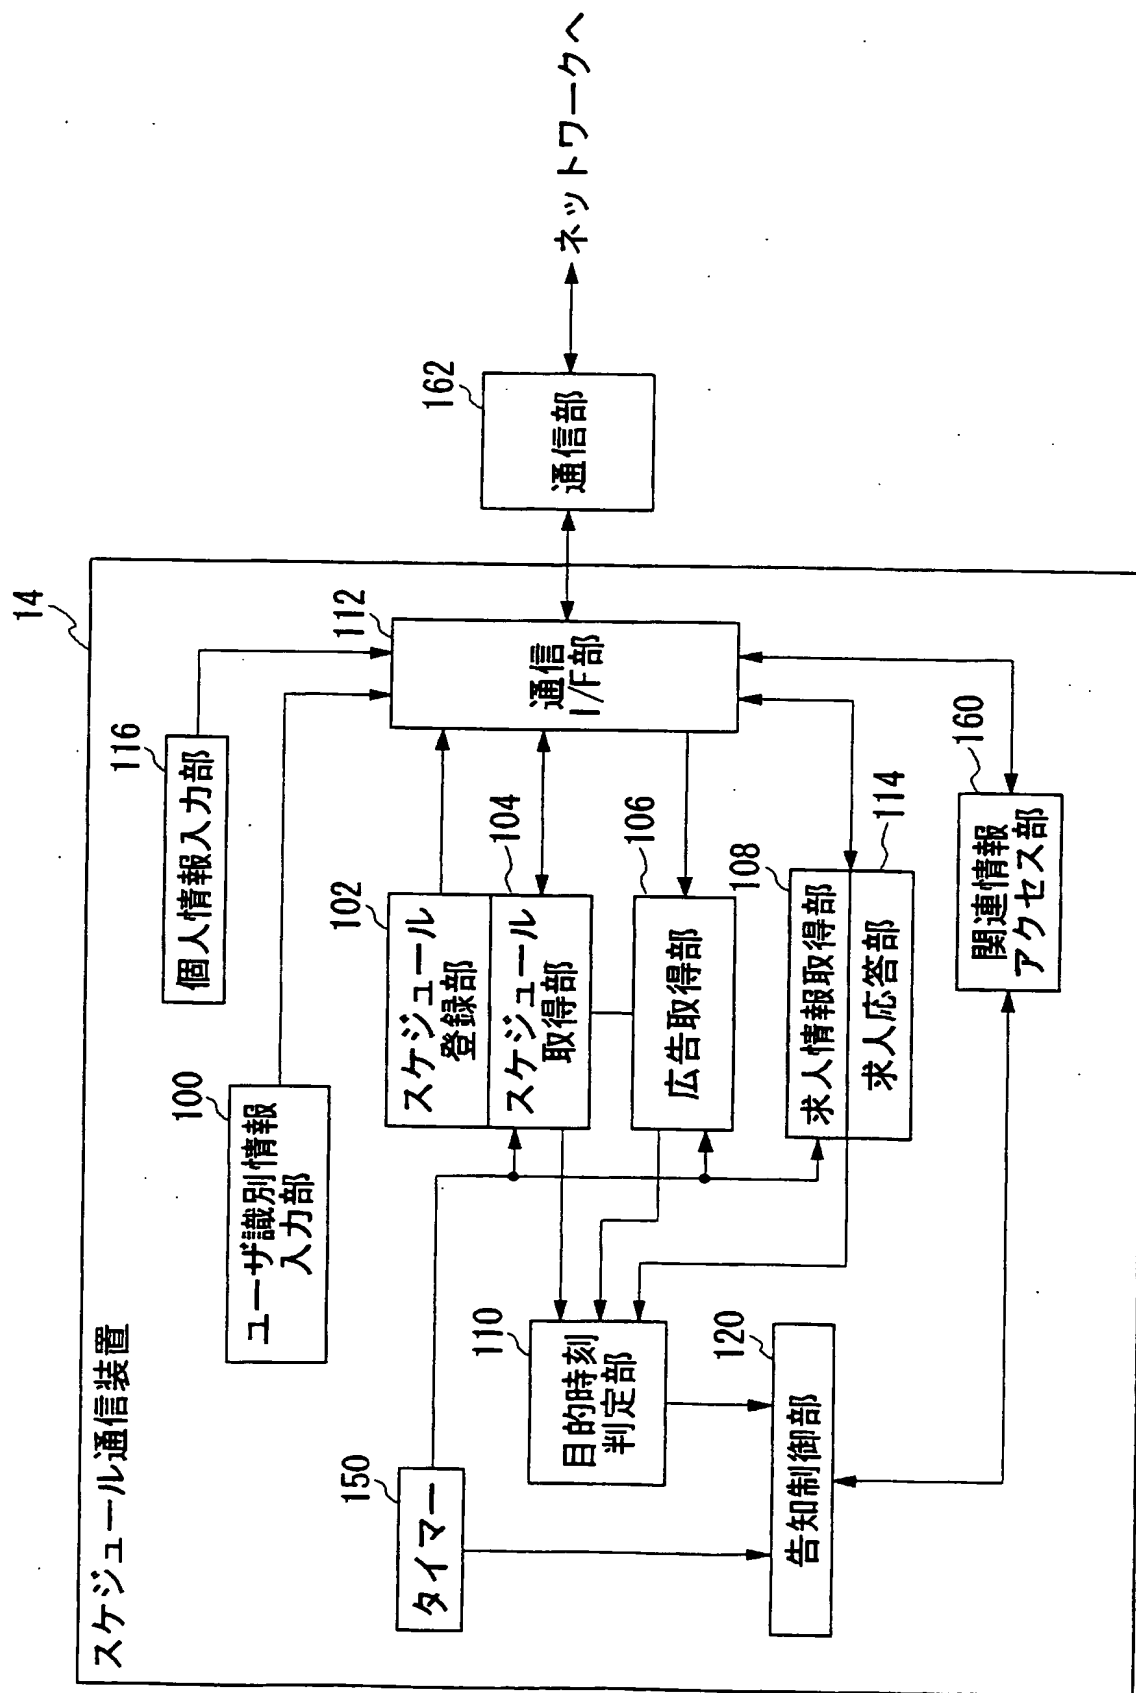 スケジュール通信装置
14
116
個人情報入力部
100
ユーザ識別情報
入力部
102
スケジュール
登録部
104
スケジュール
取得部
106
広告取得部
108
求人情報取得部
114
求人応答部
110
目的時刻
判定部
150
タイマー
120
告知制御部
160
関連情報
アクセス部
112
通信
I/F部
162
通信部
ネットワークへ